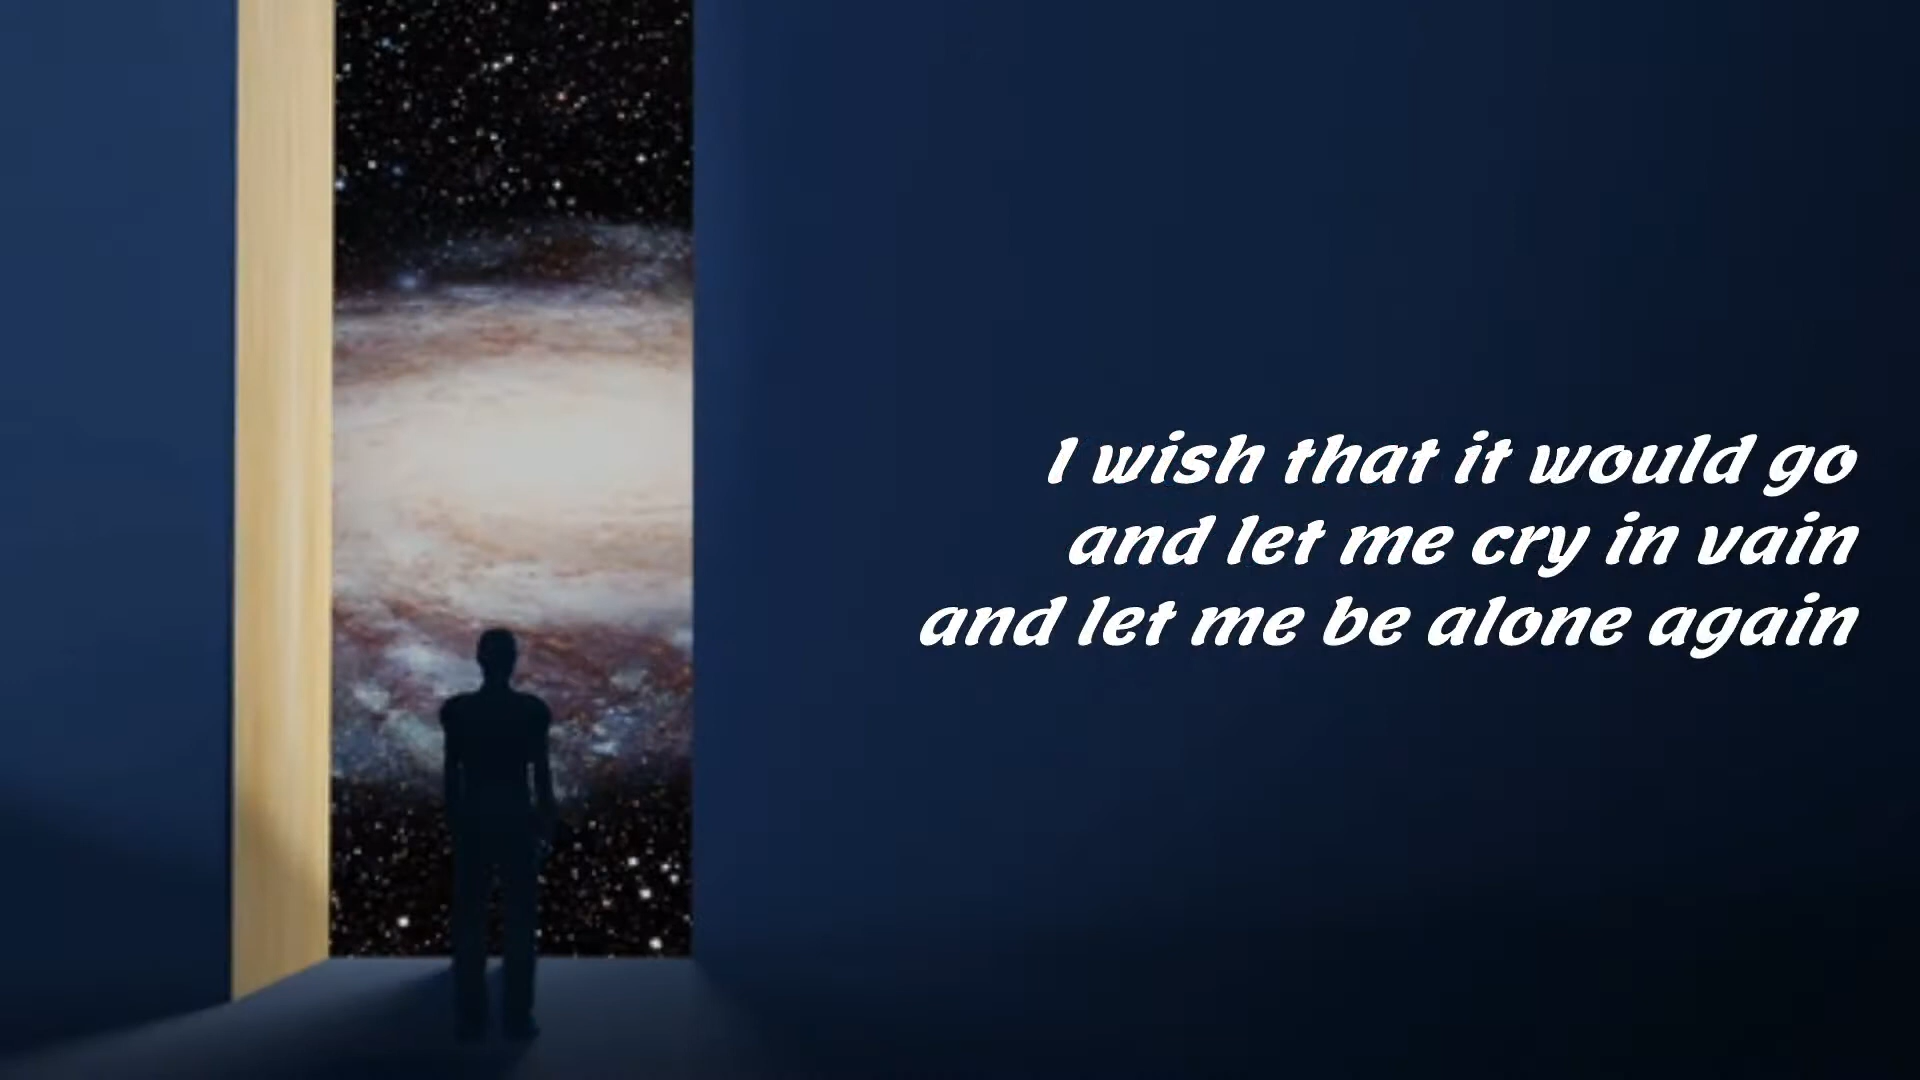 I wish that it would go
and let me cry in vain
and let me be alone again